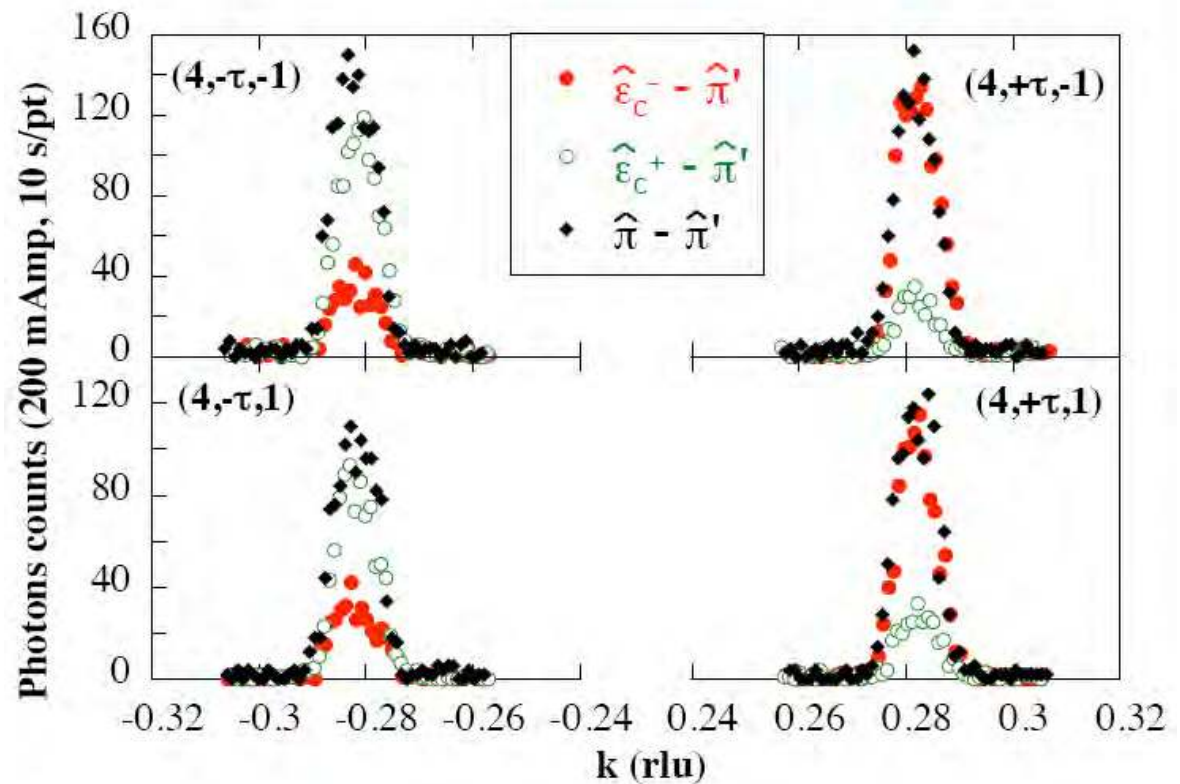 Photons counts (200 mAmp, 10 s/pt)
160
120
80
40
0
120
80
40
0
(4,-τ,-1)
(4,+τ,-1)
ε̂c⁻ - π̂'
ε̂c⁺ - π̂'
π̂ - π̂'
(4,-τ,1)
(4,+τ,1)
-0.32 -0.3 -0.28 -0.26 0.24 0.26 0.28 0.3 0.32
k (rlu)